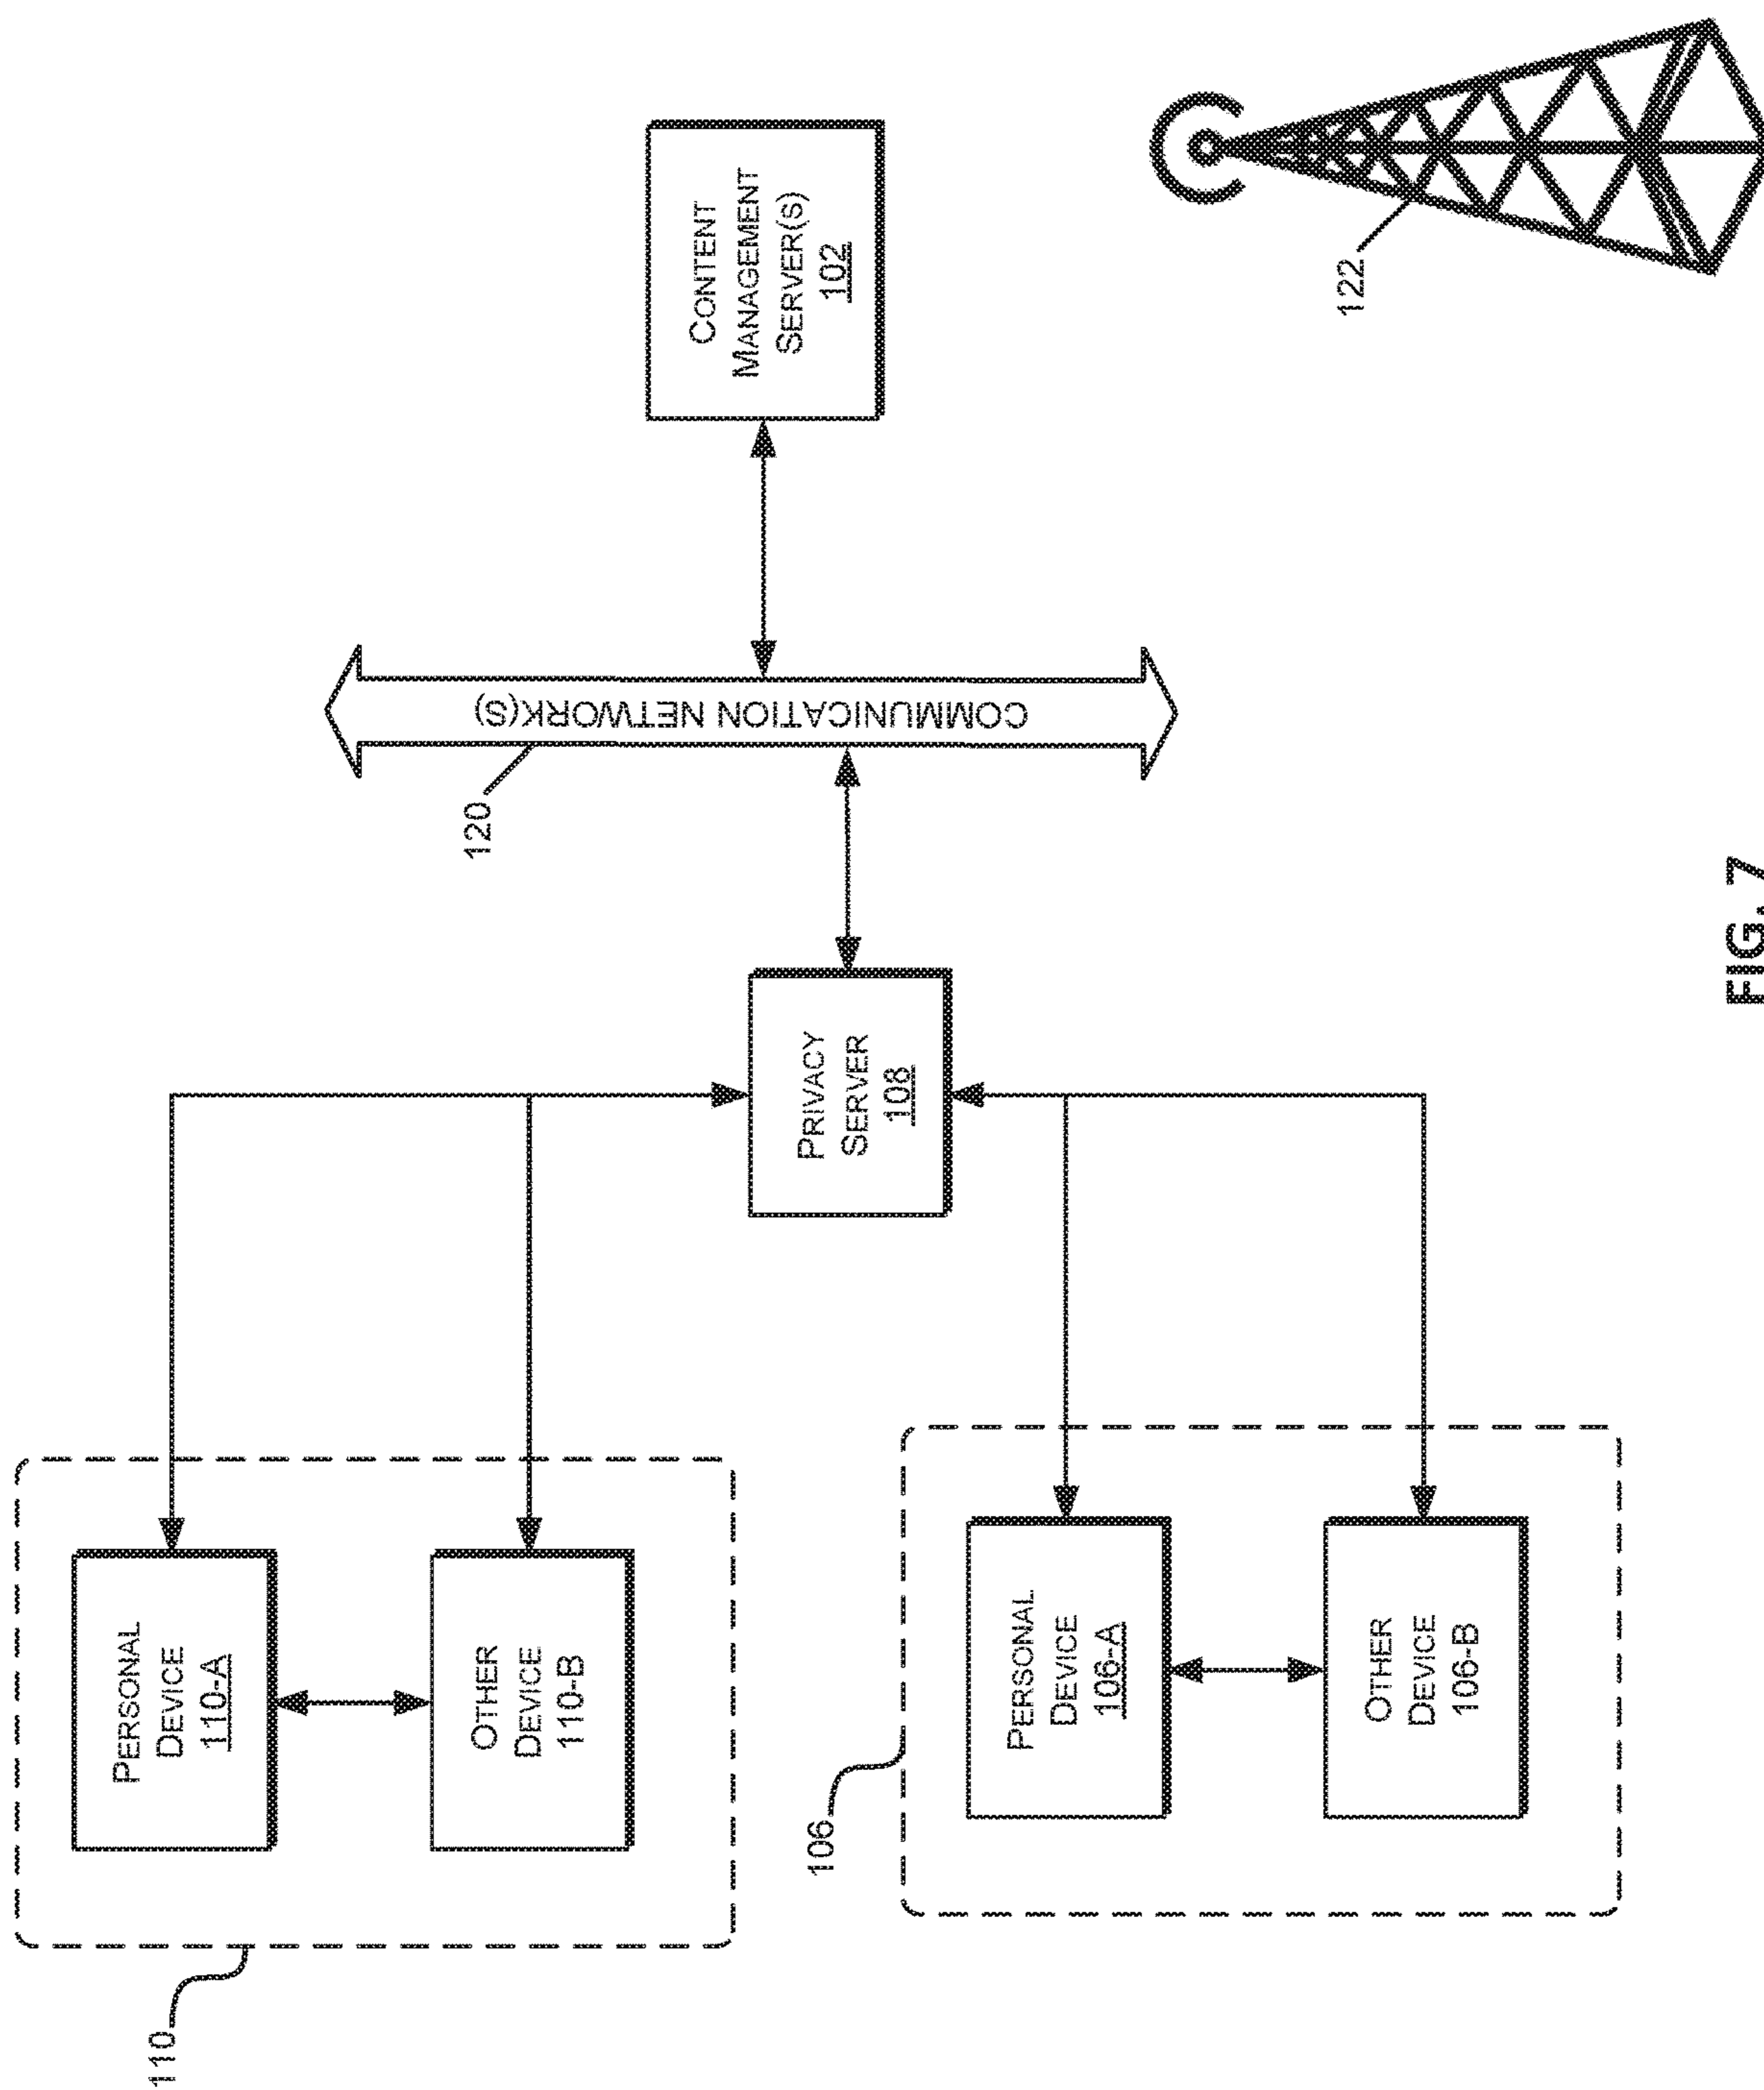 110
PERSONAL
DEVICE
110-A
OTHER
DEVICE
110-B
106
PERSONAL
DEVICE
106-A
OTHER
DEVICE
106-B
PRIVACY
SERVER
108
120
COMMUNICATION NETWORK(S)
CONTENT
MANAGEMENT
SERVER(S)
102
122
FIG. 7